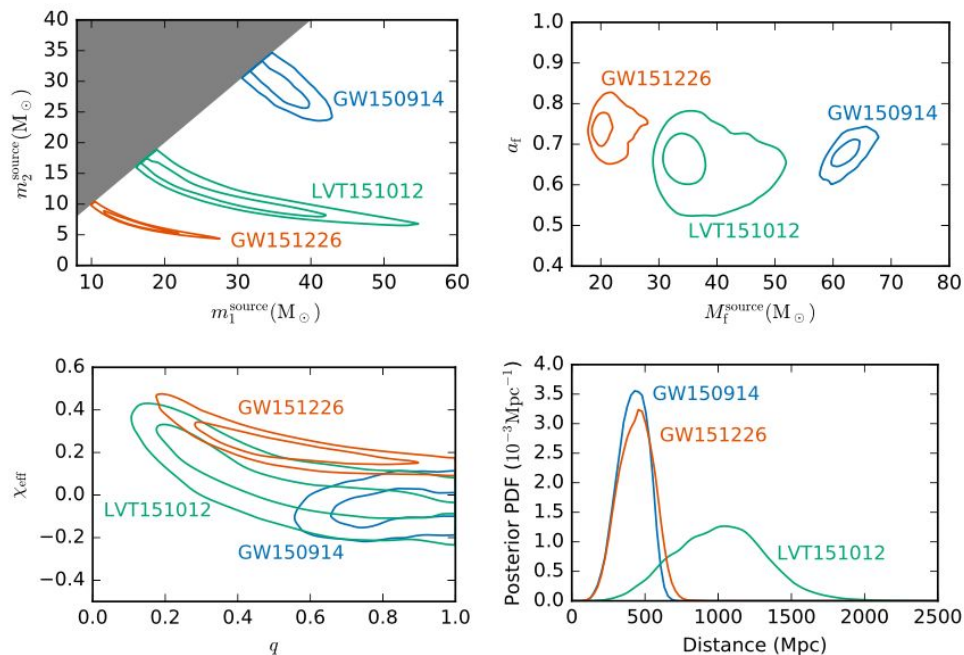 40
35
30
25
20
15
10
5
0
m₂^source(M⊙)
GW150914
LVT151012
GW151226
10 20 30 40 50 60
m₁^source(M⊙)
1.0
0.9
0.8
0.7
0.6
0.5
0.4
a_f
GW151226
GW150914
LVT151012
20 30 40 50 60 70 80
M_f^source(M⊙)
0.6
0.4
0.2
0.0
−0.2
−0.4
χ_eff
GW151226
LVT151012
GW150914
0.0 0.2 0.4 0.6 0.8 1.0
q
4.0
3.5
3.0
2.5
2.0
1.5
1.0
0.5
0.0
Posterior PDF (10⁻³Mpc⁻¹)
GW150914
GW151226
LVT151012
0 500 1000 1500 2000 2500
Distance (Mpc)